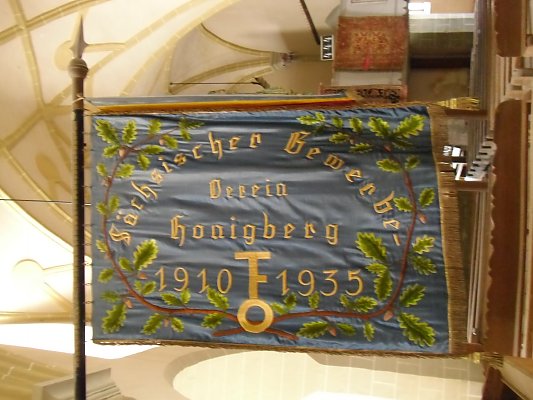 Sächsischer Gewerbe-
Verein
Honigberg
1910 1935